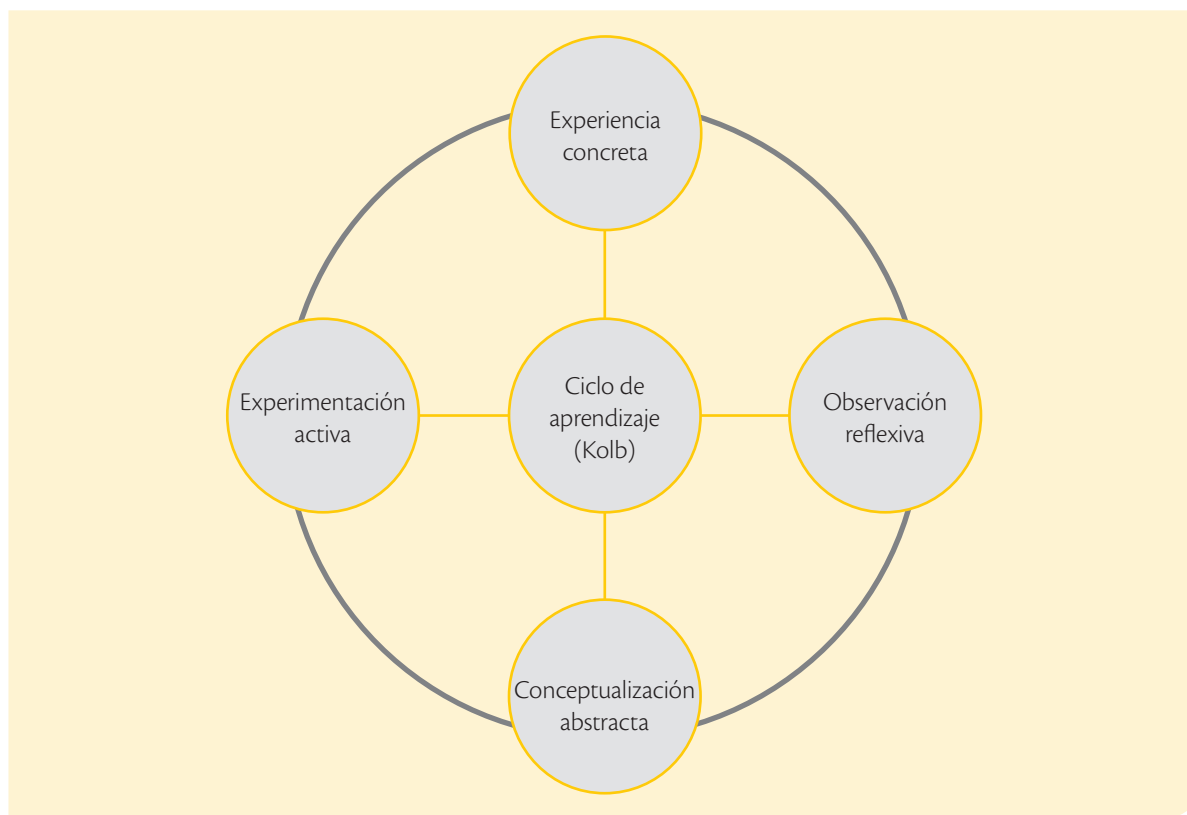 Experiencia
concreta
Experimentación
activa
Ciclo de
aprendizaje
(Kolb)
Observación
reflexiva
Conceptualización
abstracta